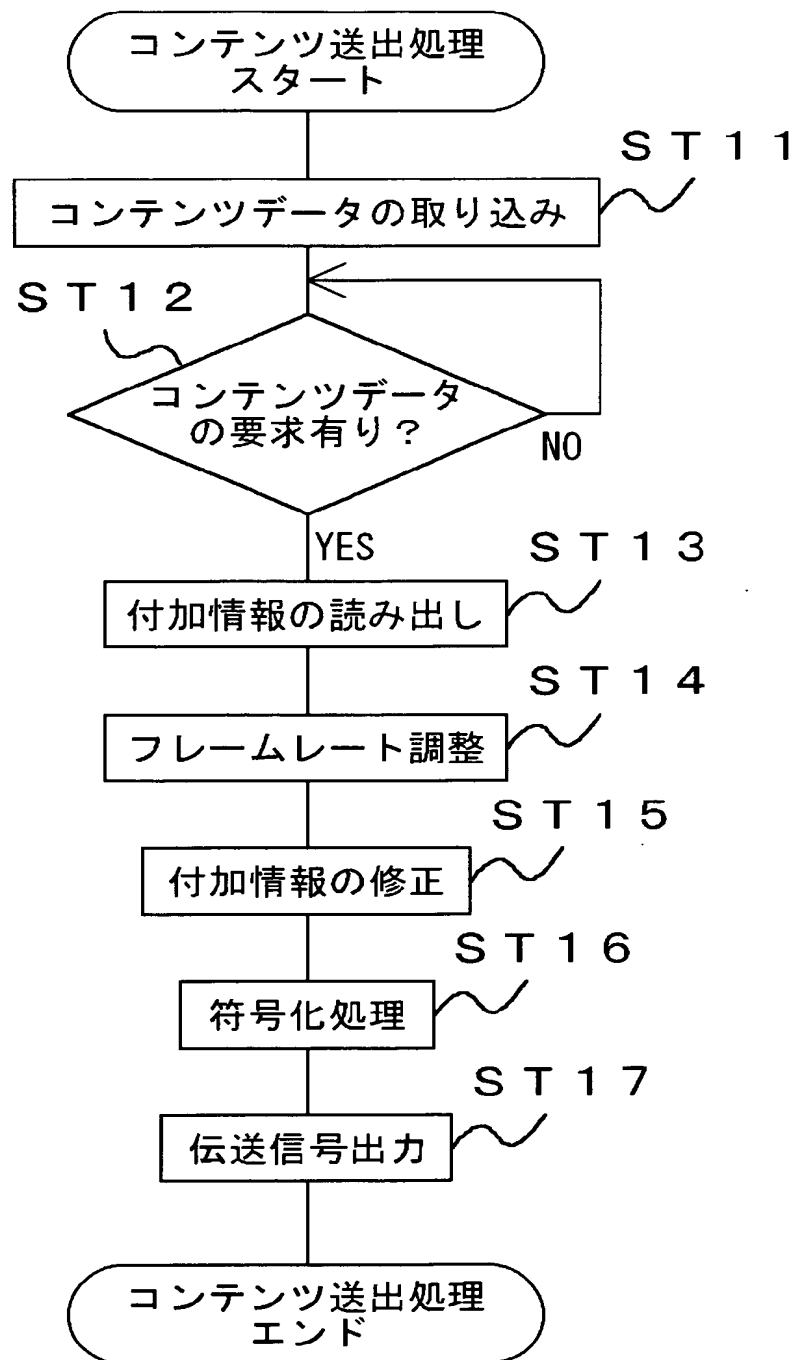 コンテンツ送出処理
スタート
ＳＴ１１
コンテンツデータの取り込み
ＳＴ１２
コンテンツデータ
の要求有り？
NO
YES
ＳＴ１３
付加情報の読み出し
ＳＴ１４
フレームレート調整
ＳＴ１５
付加情報の修正
ＳＴ１６
符号化処理
ＳＴ１７
伝送信号出力
コンテンツ送出処理
エンド